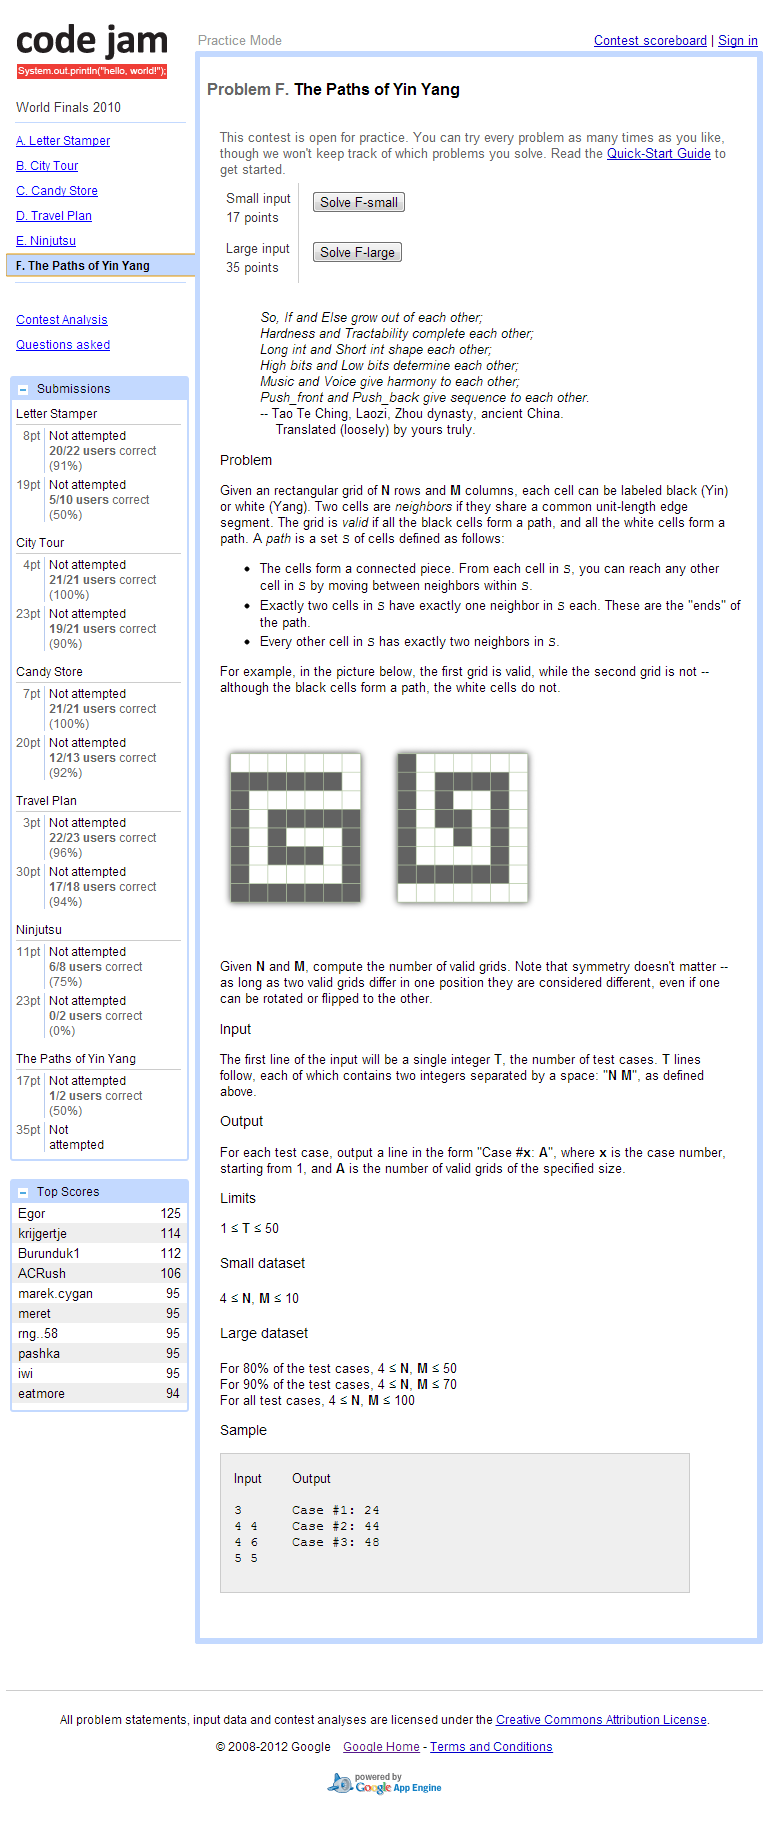 code jam
System.out.println("hello, world!");
World Finals 2010
A. Letter Stamper
B. City Tour
C. Candy Store
D. Travel Plan
E. Ninjutsu
F. The Paths of Yin Yang
Contest Analysis
Questions asked
Submissions
Letter Stamper
8pt Not attempted
20/22 users correct
(91%)
19pt Not attempted
5/10 users correct
(50%)
City Tour
4pt Not attempted
21/21 users correct
(100%)
23pt Not attempted
19/21 users correct
(90%)
Candy Store
7pt Not attempted
21/21 users correct
(100%)
20pt Not attempted
12/13 users correct
(92%)
Travel Plan
3pt Not attempted
22/23 users correct
(96%)
30pt Not attempted
17/18 users correct
(94%)
Ninjutsu
11pt Not attempted
6/8 users correct
(75%)
23pt Not attempted
0/2 users correct
(0%)
The Paths of Yin Yang
17pt Not attempted
1/2 users correct
(50%)
35pt Not
attempted
Top Scores
Egor 125
krijgertje 114
Burunduk1 112
ACRush 106
marek.cygan 95
meret 95
rng..58 95
pashka 95
iwi 95
eatmore 94
Practice Mode
Contest scoreboard | Sign in
Problem F. The Paths of Yin Yang
This contest is open for practice. You can try every problem as many times as you like,
though we won't keep track of which problems you solve. Read the Quick-Start Guide to
get started.
Small input
17 points
Solve F-small
Large input
35 points
Solve F-large
So, If and Else grow out of each other;
Hardness and Tractability complete each other;
Long int and Short int shape each other;
High bits and Low bits determine each other;
Music and Voice give harmony to each other;
Push_front and Push_back give sequence to each other.
-- Tao Te Ching, Laozi, Zhou dynasty, ancient China.
Translated (loosely) by yours truly.
Problem
Given an rectangular grid of N rows and M columns, each cell can be labeled black (Yin)
or white (Yang). Two cells are neighbors if they share a common unit-length edge
segment. The grid is valid if all the black cells form a path, and all the white cells form a
path. A path is a set S of cells defined as follows:
• The cells form a connected piece. From each cell in S, you can reach any other
cell in S by moving between neighbors within S.
• Exactly two cells in S have exactly one neighbor in S each. These are the "ends" of
the path.
• Every other cell in S has exactly two neighbors in S.
For example, in the picture below, the first grid is valid, while the second grid is not --
although the black cells form a path, the white cells do not.
Given N and M, compute the number of valid grids. Note that symmetry doesn't matter --
as long as two valid grids differ in one position they are considered different, even if one
can be rotated or flipped to the other.
Input
The first line of the input will be a single integer T, the number of test cases. T lines
follow, each of which contains two integers separated by a space: "N M", as defined
above.
Output
For each test case, output a line in the form "Case #x: A", where x is the case number,
starting from 1, and A is the number of valid grids of the specified size.
Limits
1 ≤ T ≤ 50
Small dataset
4 ≤ N, M ≤ 10
Large dataset
For 80% of the test cases, 4 ≤ N, M ≤ 50
For 90% of the test cases, 4 ≤ N, M ≤ 70
For all test cases, 4 ≤ N, M ≤ 100
Sample
Input Output
3 Case #1: 24
4 4 Case #2: 44
4 6 Case #3: 48
5 5
All problem statements, input data and contest analyses are licensed under the Creative Commons Attribution License.
© 2008-2012 Google Google Home - Terms and Conditions
powered by
Google App Engine